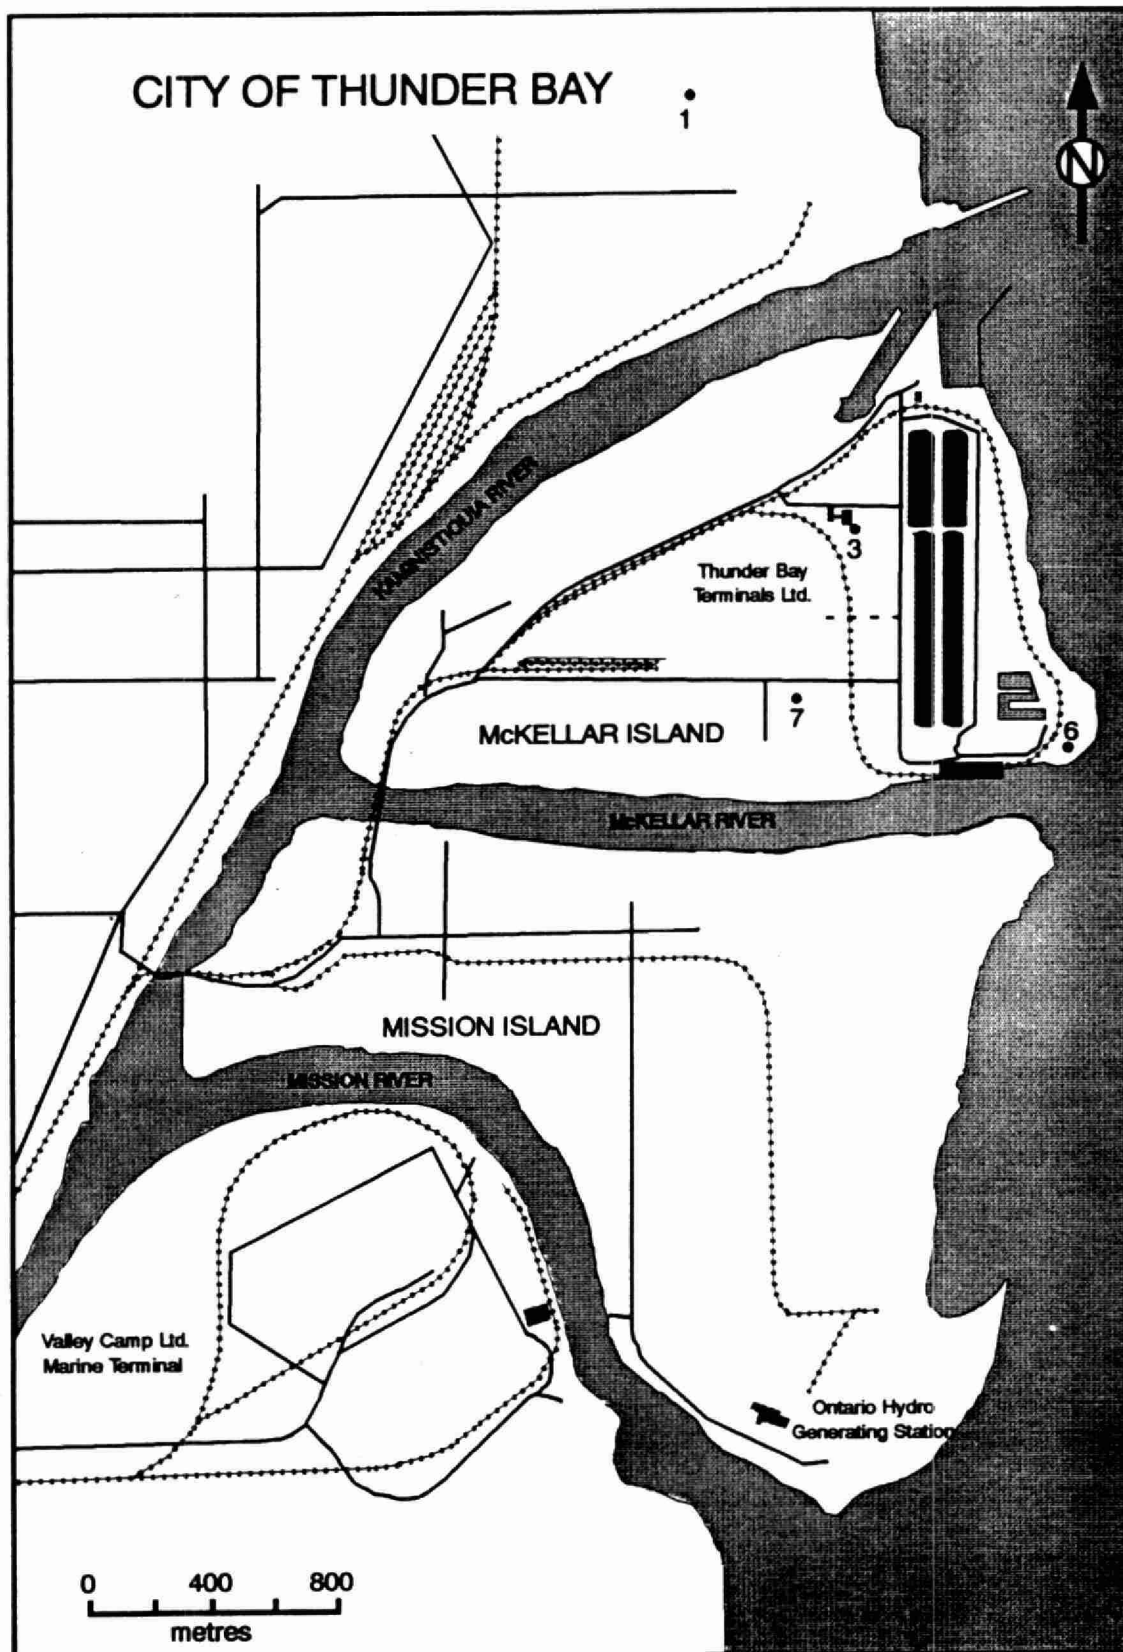 CITY OF THUNDER BAY
1
N
KAMINISTIQUIA RIVER
3
Thunder Bay
Terminals Ltd.
7
McKELLAR ISLAND
6
McKELLAR RIVER
MISSION ISLAND
MISSION RIVER
Valley Camp Ltd.
Marine Terminal
Ontario Hydro
Generating Station
0 400 800
metres